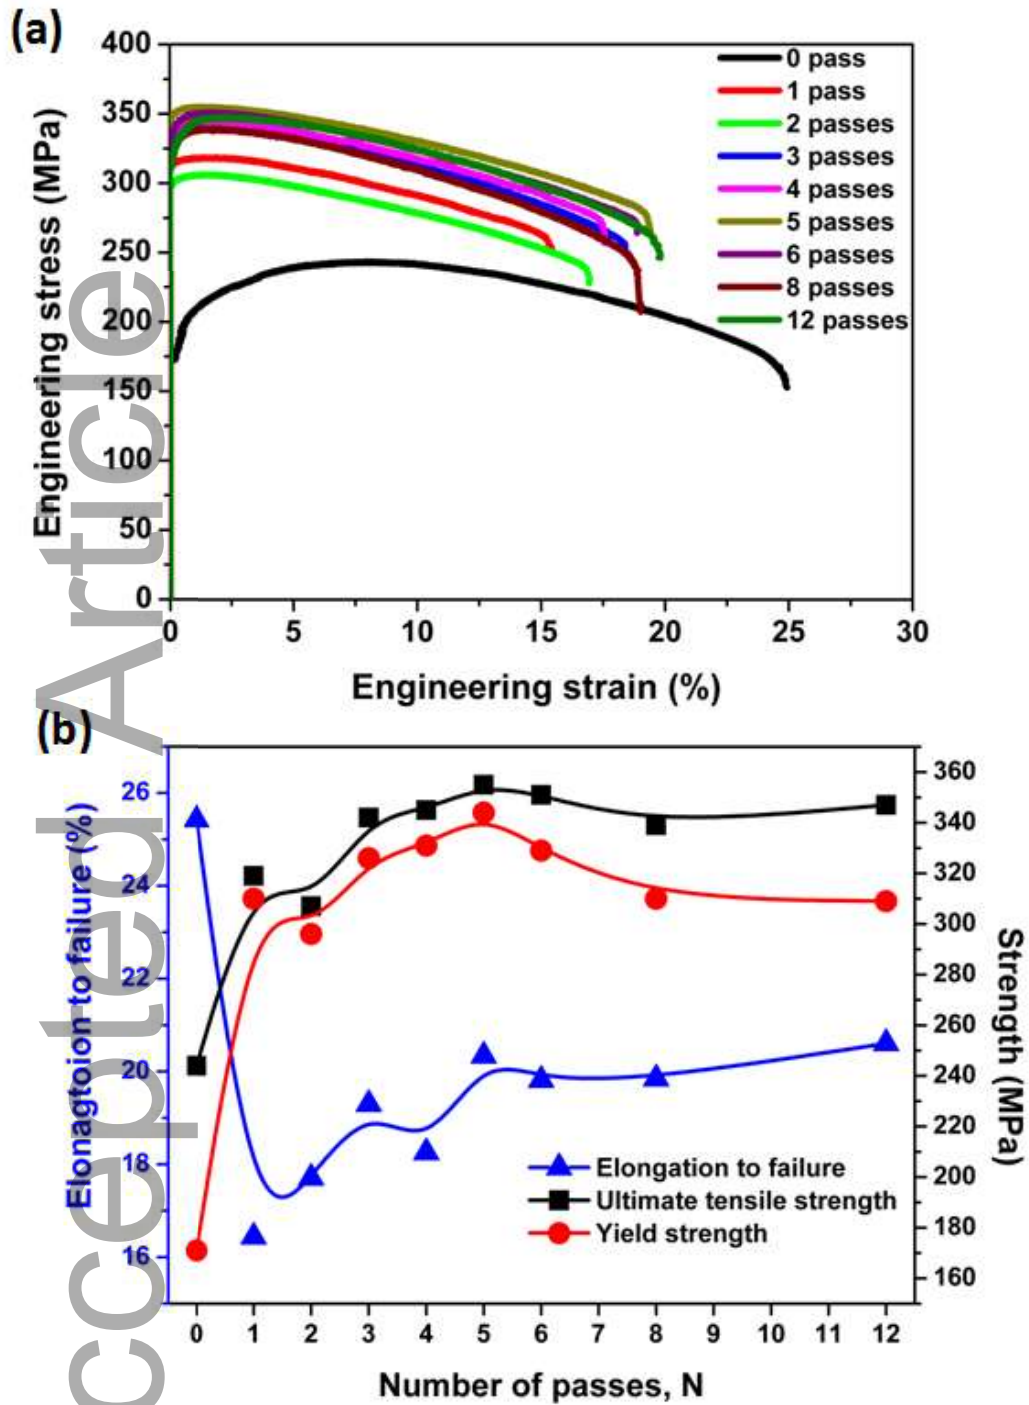 (a)
400
350
300
250
200
150
100
50
0
Engineering stress (MPa)
0 pass
1 pass
2 passes
3 passes
4 passes
5 passes
6 passes
8 passes
12 passes
0 5 10 15 20 25 30
Engineering strain (%)
(b)
26
24
22
20
18
16
Elonagtoion to failure (%)
360
340
320
300
280
260
240
220
200
180
160
Strength (MPa)
Elongation to failure
Ultimate tensile strength
Yield strength
0 1 2 3 4 5 6 7 8 9 10 11 12
Number of passes, N
ccepted Article